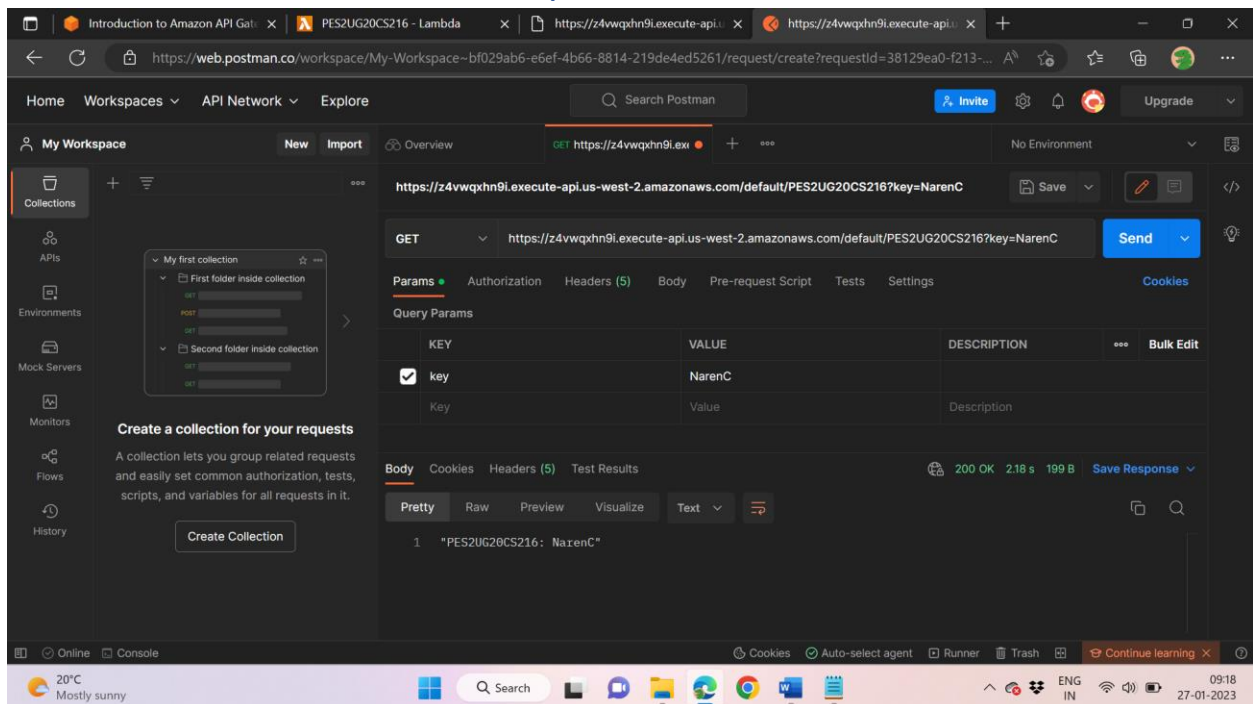 Introduction to Amazon API Gat
PES2UG20CS216 - Lambda
https://z4vwqxhn9i.execute-api.u
https://z4vwqxhn9i.execute-api.u
https://web.postman.co/workspace/My-Workspace~bf029ab6-e6ef-4b66-8814-219de4ed5261/request/create?requestId=38129ea0-f213-...
Home Workspaces API Network Explore Search Postman Invite Upgrade
My Workspace New Import Overview GET https://z4vwqxhn9i.exe No Environment
Collections
APIs
Environments
Mock Servers
Monitors
Flows
History
My first collection
First folder inside collection
GET
POST
GET
Second folder inside collection
GET
GET
Create a collection for your requests
A collection lets you group related requests
and easily set common authorization, tests,
scripts, and variables for all requests in it.
Create Collection
https://z4vwqxhn9i.execute-api.us-west-2.amazonaws.com/default/PES2UG20CS216?key=NarenC Save
GET https://z4vwqxhn9i.execute-api.us-west-2.amazonaws.com/default/PES2UG20CS216?key=NarenC Send
Params Authorization Headers (5) Body Pre-request Script Tests Settings Cookies
Query Params
KEY VALUE DESCRIPTION Bulk Edit
key NarenC
Key Value Description
Body Cookies Headers (5) Test Results 200 OK 2.18 s 199 B Save Response
Pretty Raw Preview Visualize Text
1 "PES2UG20CS216: NarenC"
Online Console Cookies Auto-select agent Runner Trash Continue learning
20°C
Mostly sunny
Search
ENG
IN
09:18
27-01-2023